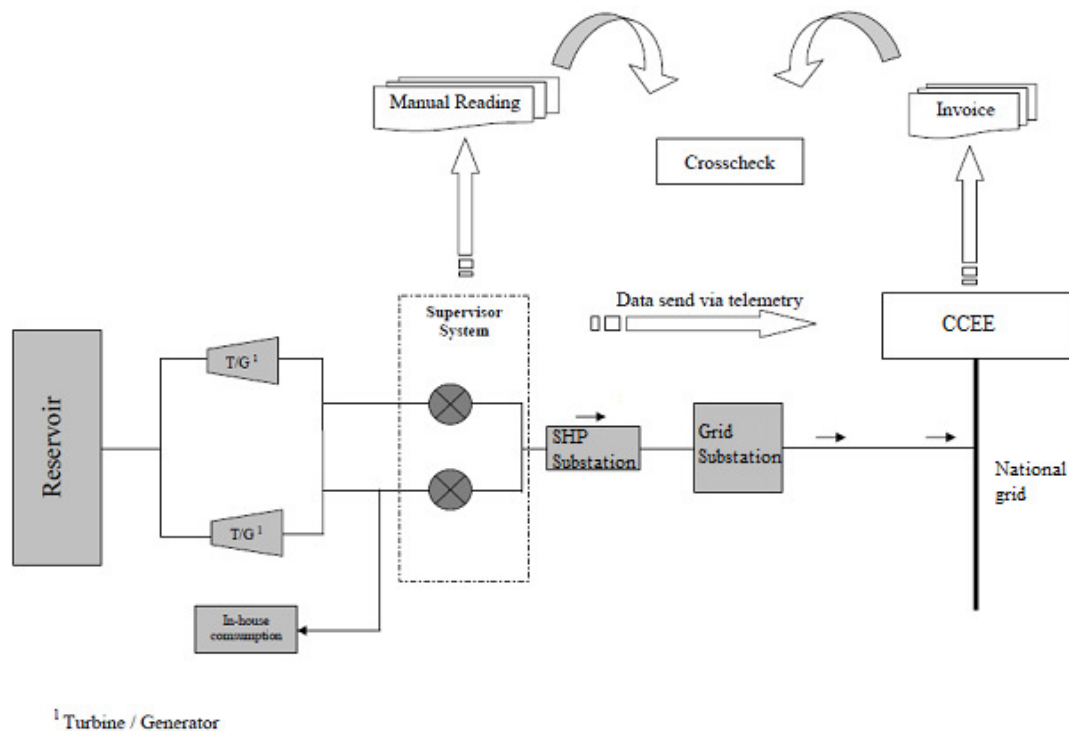 Manual Reading
Invoice
Crosscheck
Data send via telemetry
Supervisor
System
CCEE
Reservoir
T/G 1
SHP
Substation
Grid
Substation
National
grid
T/G 1
In-house
comsumption
1 Turbine / Generator